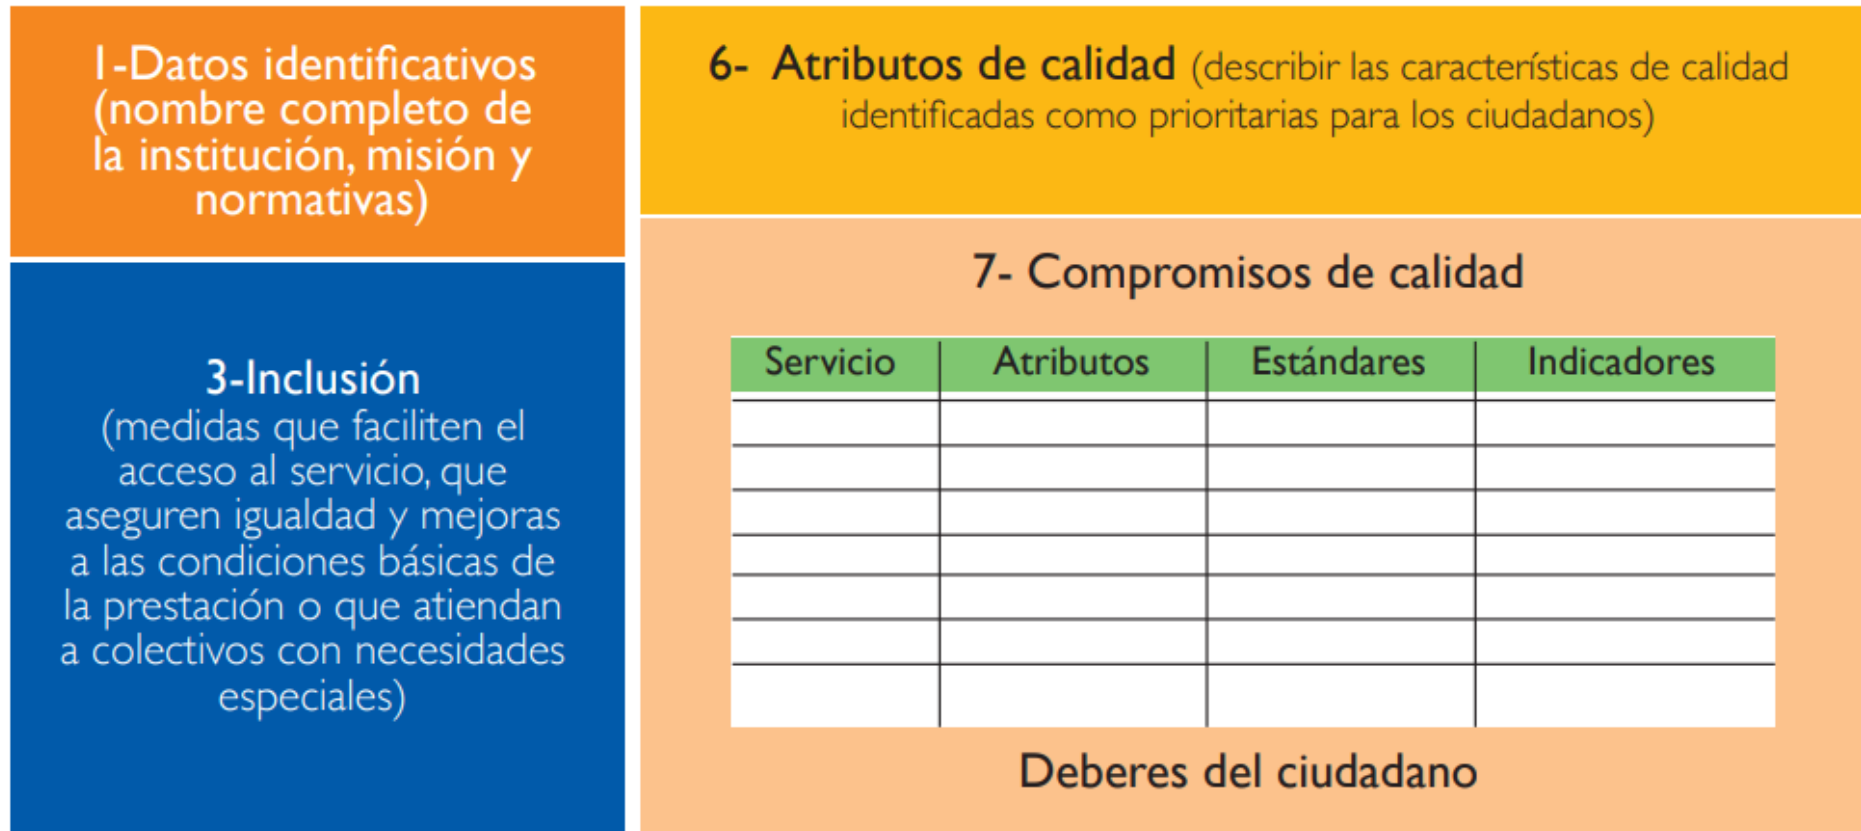 1-Datos identificativos
(nombre completo de
la institución, misión y
normativas)
3-Inclusión
(medidas que faciliten el
acceso al servicio, que
aseguren igualdad y mejoras
a las condiciones básicas de
la prestación o que atiendan
a colectivos con necesidades
especiales)
6- Atributos de calidad (describir las características de calidad
identificadas como prioritarias para los ciudadanos)
7- Compromisos de calidad
Servicio Atributos Estándares Indicadores
Deberes del ciudadano